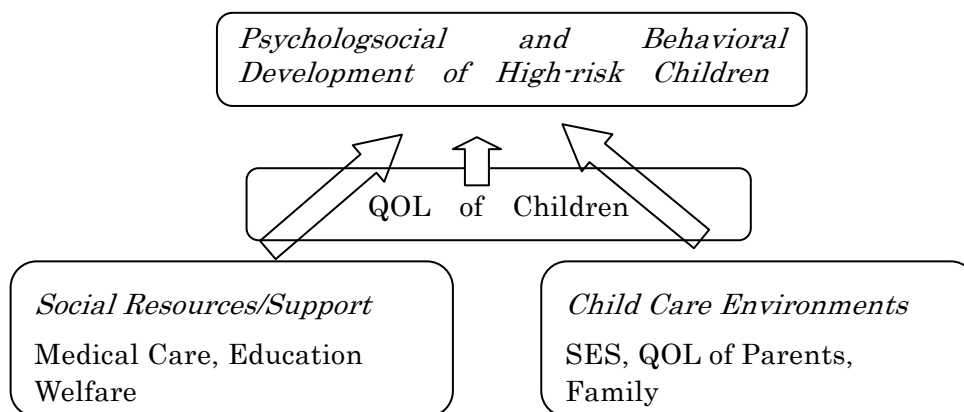 Psychologsocial and Behavioral
Development of High-risk Children
QOL of Children
Social Resources/Support
Medical Care, Education
Welfare
Child Care Environments
SES, QOL of Parents,
Family